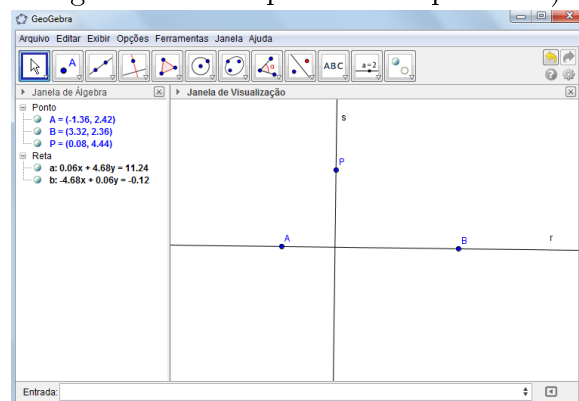 GeoGebra
Arquivo Editar Exibir Opções Ferramentas Janela Ajuda
A
α
ABC
a=2
Janela de Álgebra
Janela de Visualização
Ponto
A = (-1.36, 2.42)
B = (3.32, 2.36)
P = (0.08, 4.44)
Reta
a: 0.06x + 4.68y = 11.24
b: -4.68x + 0.06y = -0.12
s
P
A
B
r
Entrada: